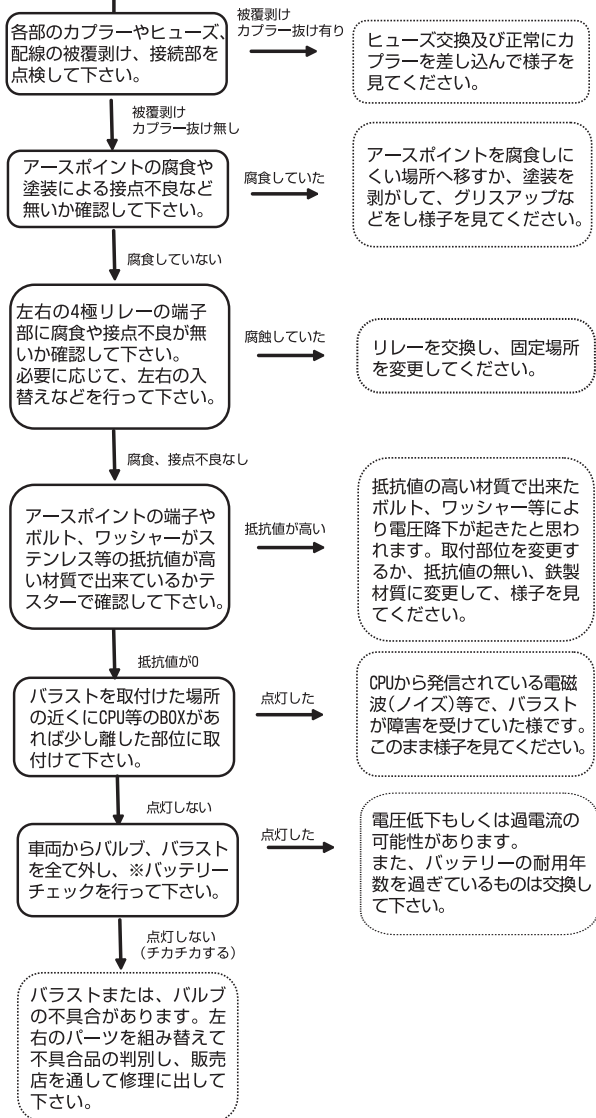 各部のカプラーやヒューズ、
配線の被覆剥け、接続部を
点検して下さい。
被覆剥け
カプラー抜け有り
ヒューズ交換及び正常にカ
プラーを差し込んで様子を
見てください。
被覆剥け
カプラー抜け無し
アースポイントの腐食や
塗装による接点不良など
無いか確認して下さい。
腐食していた
アースポイントを腐食しに
くい場所へ移すか、塗装を
剥がして、グリスアップな
どをし様子を見てください。
腐食していない
左右の4極リレーの端子
部に腐食や接点不良が無
いか確認して下さい。
必要に応じて、左右の入
替えなどを行って下さい。
腐蝕していた
リレーを交換し、固定場所
を変更してください。
腐食、接点不良なし
アースポイントの端子や
ボルト、ワッシャーがス
テンレス等の抵抗値が高
い材質で出来ているかテ
スターで確認して下さい。
抵抗値が高い
抵抗値の高い材質で出来た
ボルト、ワッシャー等によ
り電圧降下が起きたと思わ
れます。取付部位を変更す
るか、抵抗値の無い、鉄製
材質に変更して、様子を見
てください。
抵抗値が0
バラストを取付けた場所
の近くにCPU等のBOXがあ
れば少し離した部位に取
付けて下さい。
点灯した
CPUから発信されている電磁
波(ノイズ)等で、バラスト
が障害を受けていた様です。
このまま様子を見てください。
点灯しない
車両からバルブ、バラスト
を全て外し、※バッテリー
チェックを行って下さい。
点灯した
電圧低下もしくは過電流の
可能性があります。
また、バッテリーの耐用年
数を過ぎているものは交換し
て下さい。
点灯しない
(チカチカする)
バラストまたは、バルブ
の不具合があります。左
右のパーツを組み替えて
不具合品の判別し、販売
店を通して修理に出して
下さい。